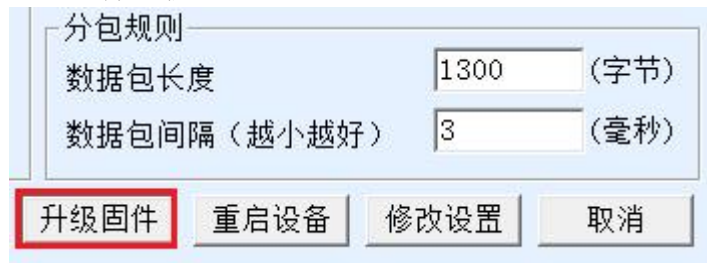 分包规则
数据包长度 1300 (字节)
数据包间隔（越小越好） 3 (毫秒)
升级固件 重启设备 修改设置 取消